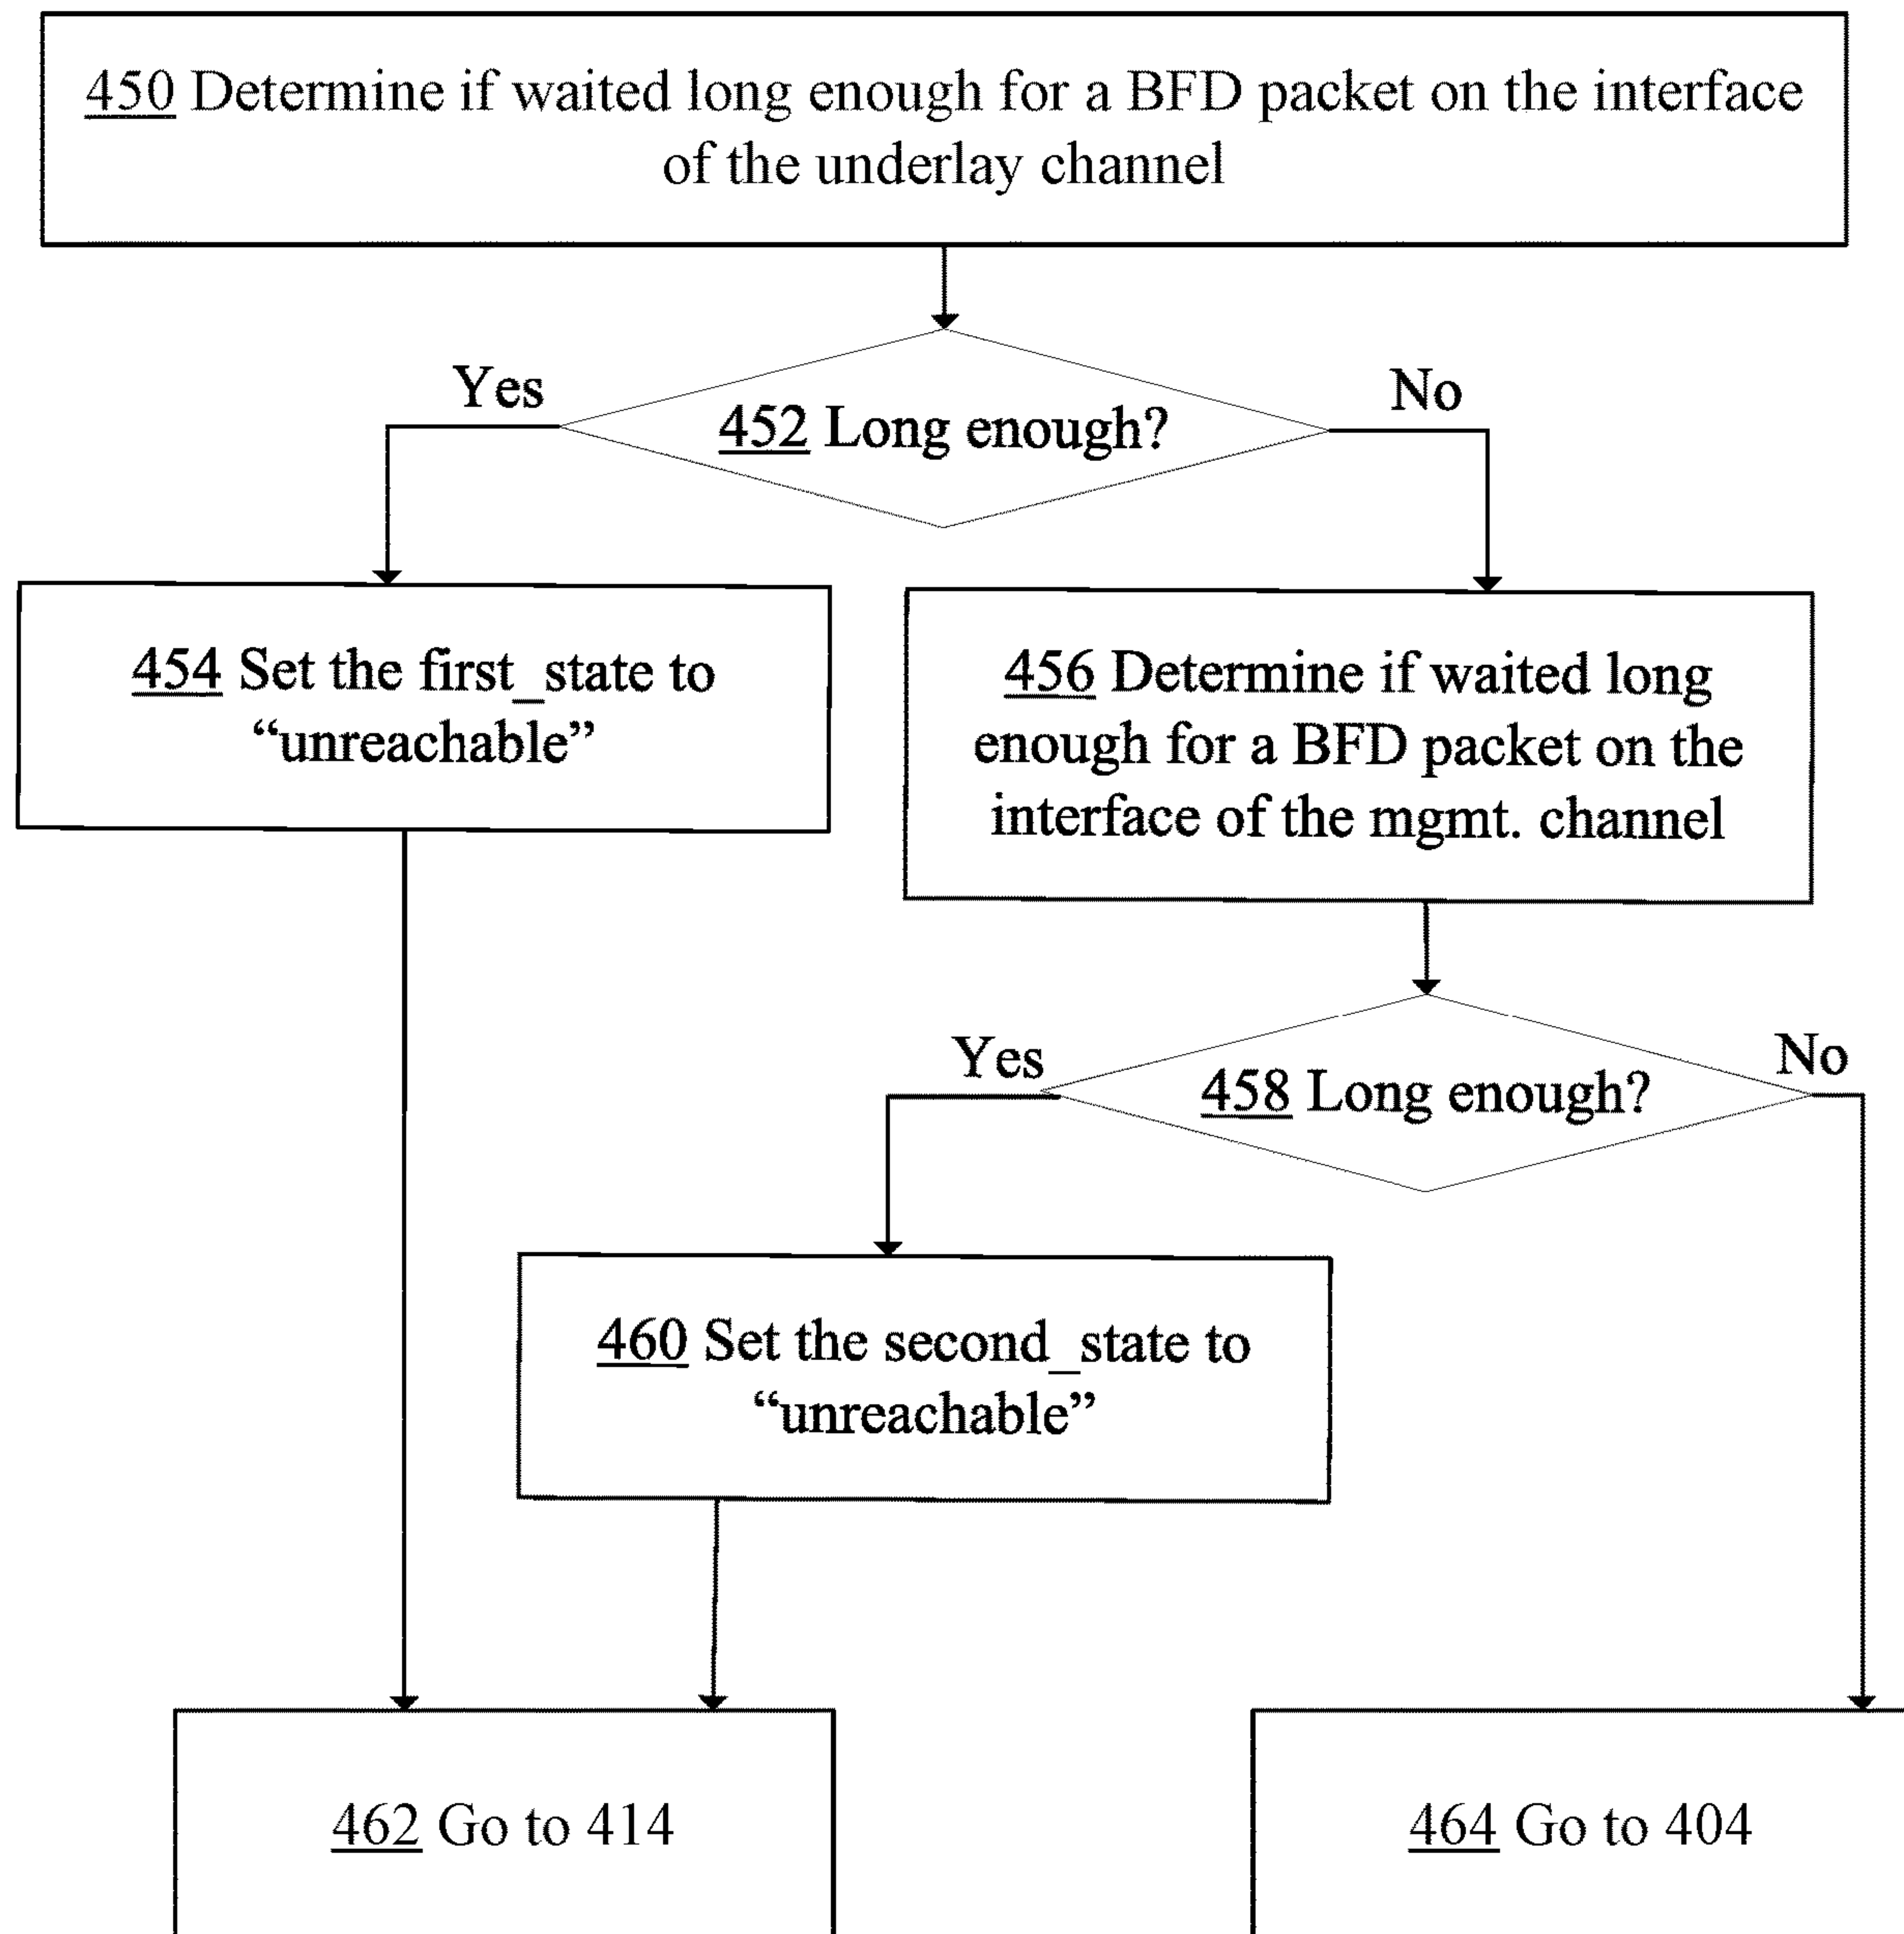 450 Determine if waited long enough for a BFD packet on the interface
of the underlay channel
Yes
452 Long enough?
No
454 Set the first_state to
“unreachable”
456 Determine if waited long
enough for a BFD packet on the
interface of the mgmt. channel
Yes
458 Long enough?
No
460 Set the second_state to
“unreachable”
462 Go to 414
464 Go to 404